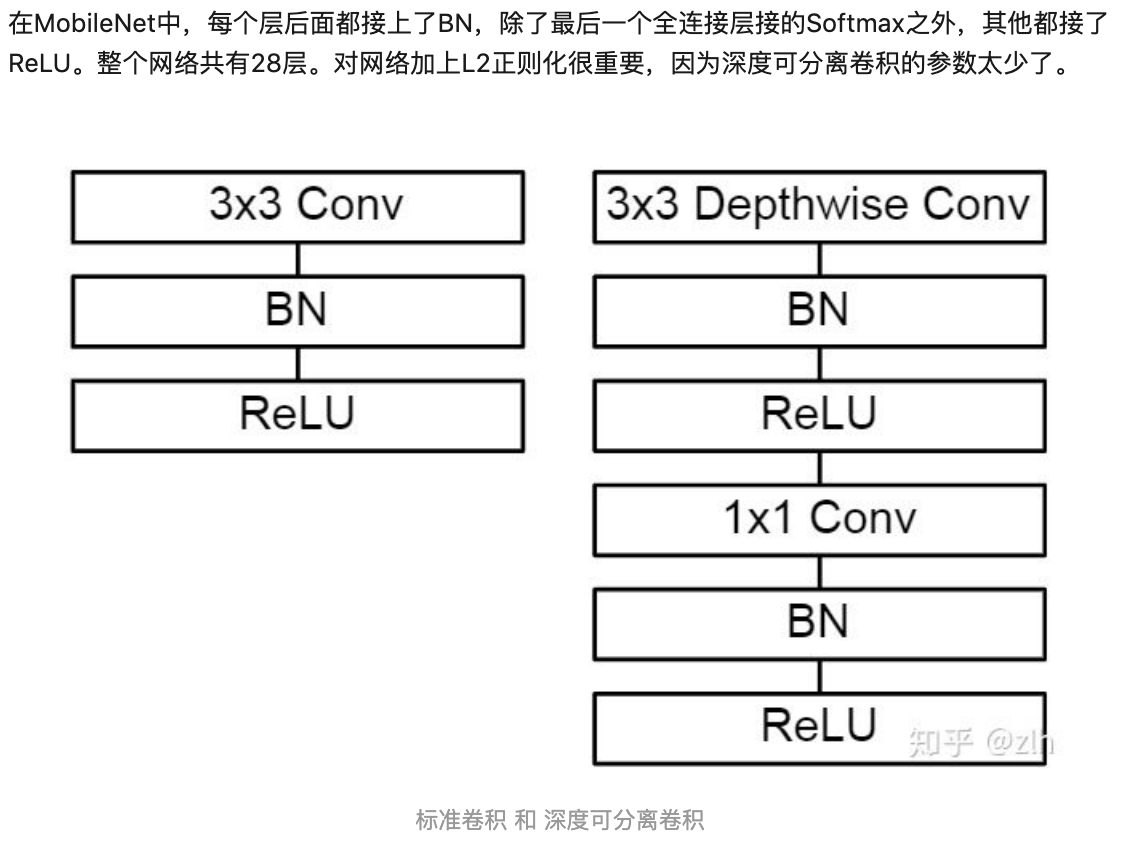 在MobileNet中，每个层后面都接上了BN，除了最后一个全连接层接的Softmax之外，其他都接了
ReLU。整个网络共有28层。对网络加上L2正则化很重要，因为深度可分离卷积的参数太少了。
3x3 Conv
BN
ReLU
3x3 Depthwise Conv
BN
ReLU
1x1 Conv
BN
ReLU
知乎 @zlh
标准卷积 和 深度可分离卷积